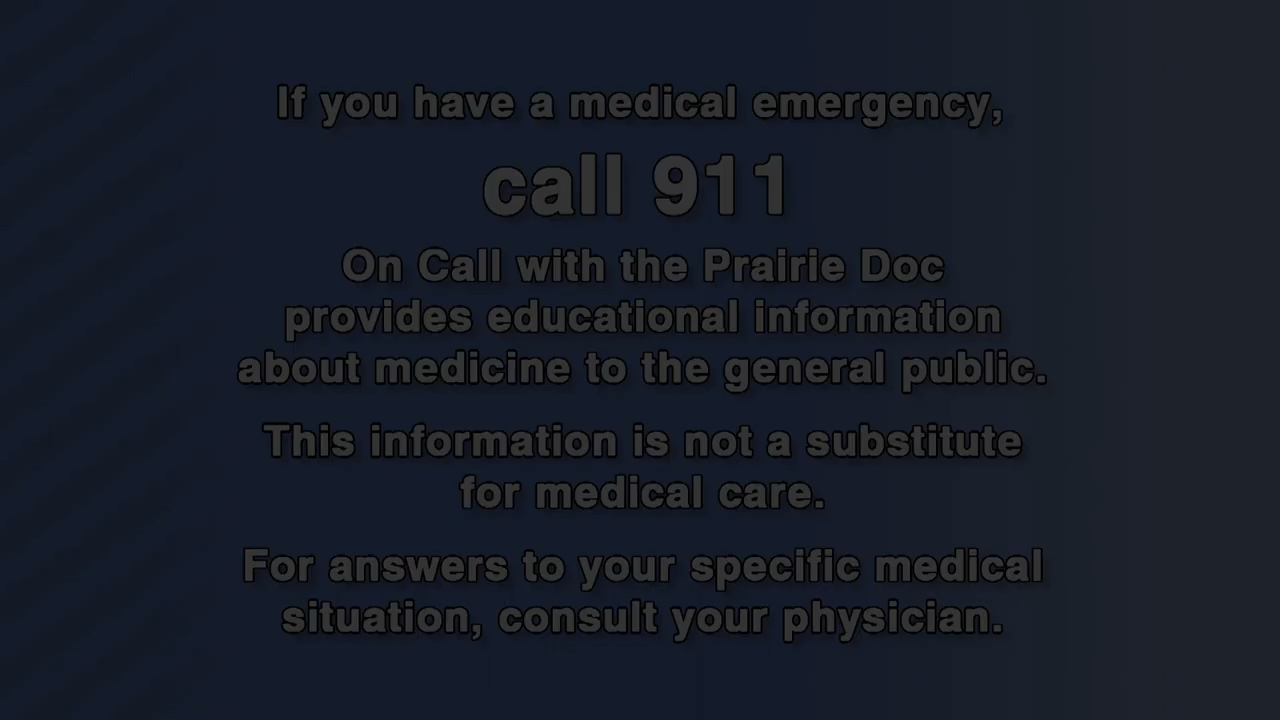 If you have a medical emergency,
call 911
On Call with the Prairie Doc
provides educational information
about medicine to the general public.
This information is not a substitute
for medical care.
For answers to your specific medical
situation, consult your physician.